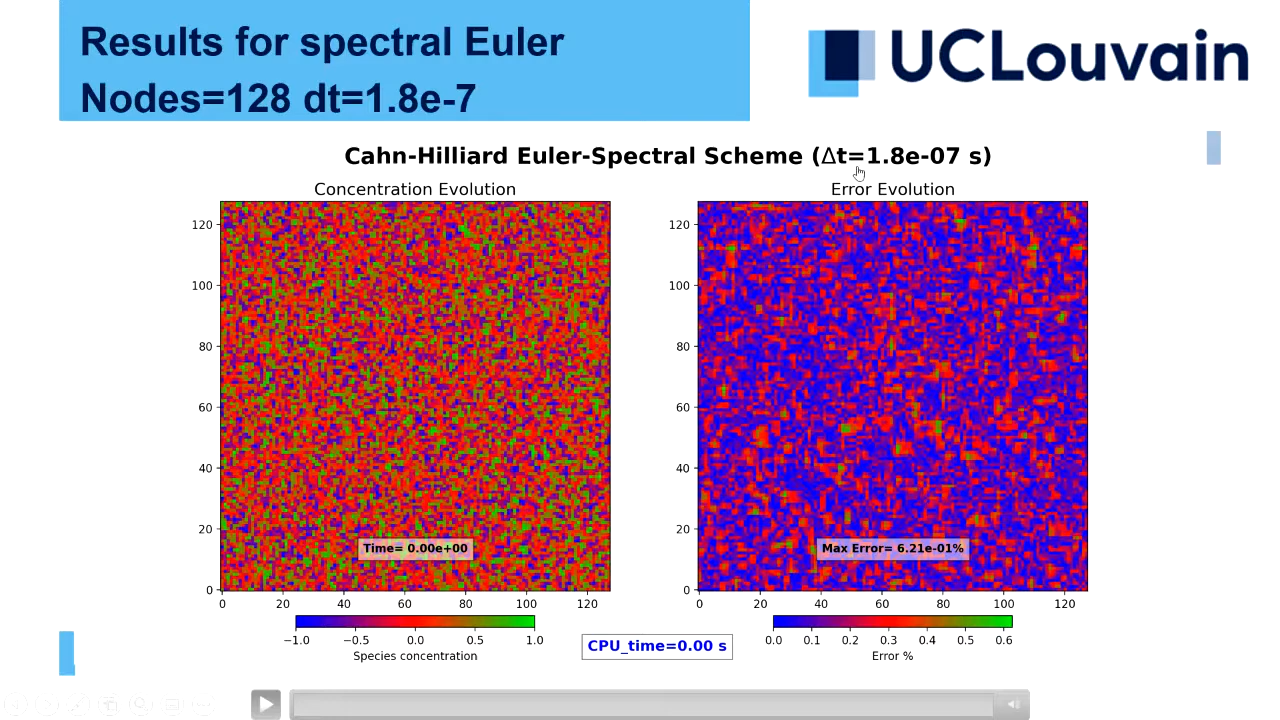 Results for spectral Euler
Nodes=128 dt=1.8e-7
UCLouvain
Cahn-Hilliard Euler-Spectral Scheme (Δt=1.8e-07 s)
Concentration Evolution
Error Evolution
120
100
80
60
40
20
0
0 20 40 60 80 100 120
Time= 0.00e+00
120
100
80
60
40
20
0
0 20 40 60 80 100 120
Max Error= 6.21e-01%
−1.0 −0.5 0.0 0.5 1.0
Species concentration
CPU_time=0.00 s
0.0 0.1 0.2 0.3 0.4 0.5 0.6
Error %